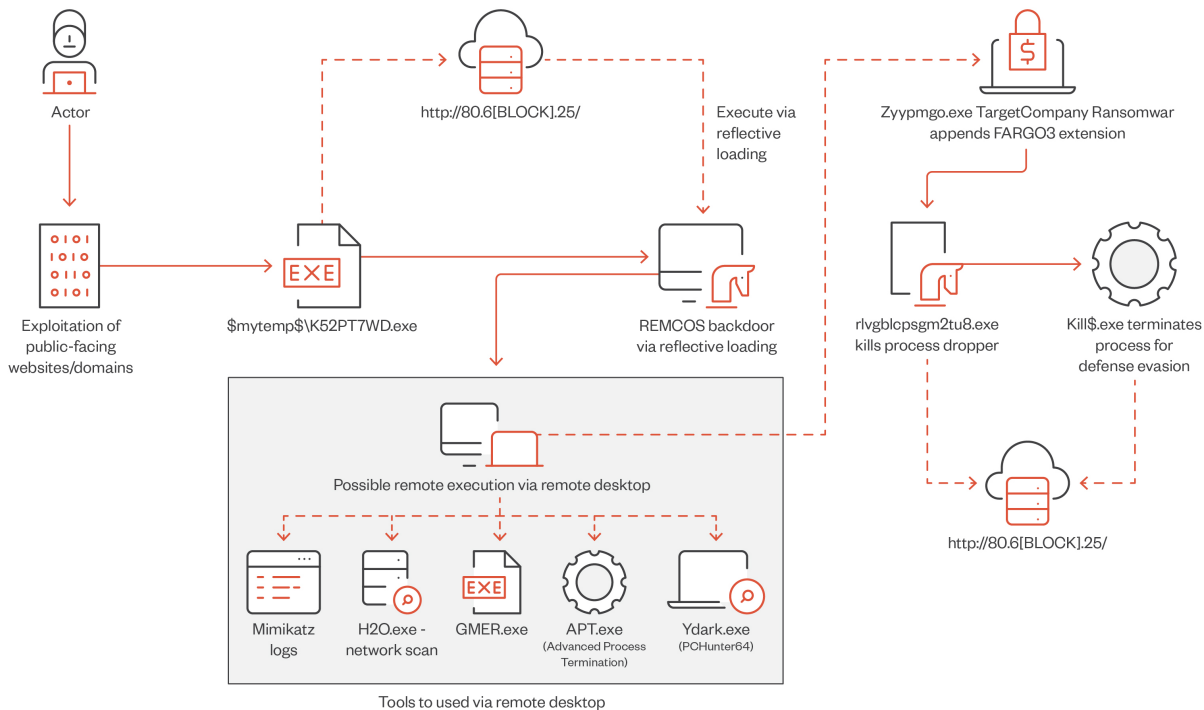 Actor
http://80.6[BLOCK].25/
Execute via
reflective
loading
Zyypmgo.exe TargetCompany Ransomwar
appends FARGO3 extension
$
EXE
Exploitation of
public-facing
websites/domains
$mytemp$\K52PT7WD.exe
REMCOS backdoor
via reflective loading
rlvgblcpsgm2tu8.exe
kills process dropper
Kill$.exe terminates
process for
defense evasion
Possible remote execution via remote desktop
http://80.6[BLOCK].25/
EXE
Mimikatz
logs
H2O.exe -
network scan
GMER.exe
APT.exe
(Advanced Process
Termination)
Ydark.exe
(PCHunter64)
Tools to used via remote desktop